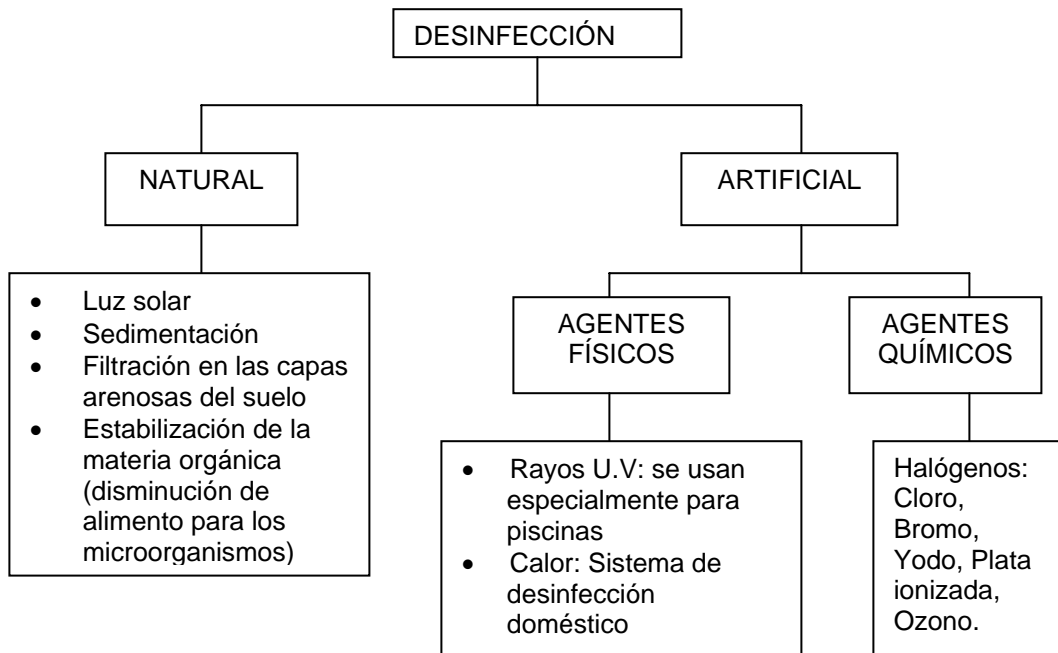 DESINFECCIÓN
NATURAL
ARTIFICIAL
• Luz solar
• Sedimentación
• Filtración en las capas
arenosas del suelo
• Estabilización de la
materia orgánica
(disminución de
alimento para los
microorganismos)
AGENTES
FÍSICOS
AGENTES
QUÍMICOS
• Rayos U.V: se usan
especialmente para
piscinas
• Calor: Sistema de
desinfección
doméstico
Halógenos:
Cloro,
Bromo,
Yodo, Plata
ionizada,
Ozono.